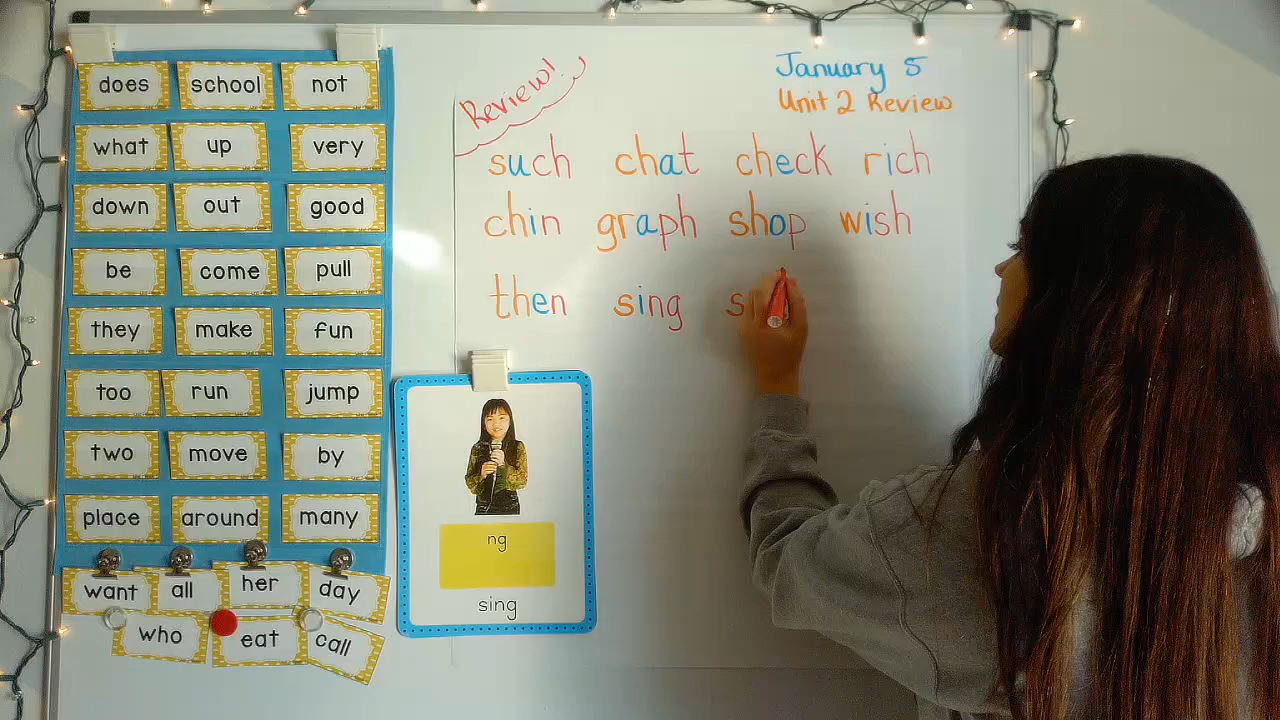 does school not
what up very
down out good
be come pull
they make fun
too run jump
two move by
place around many
want all her day
who eat call
Review!
January 5
Unit 2 Review
such chat check rich
chin graph shop wish
then sing
ng
sing